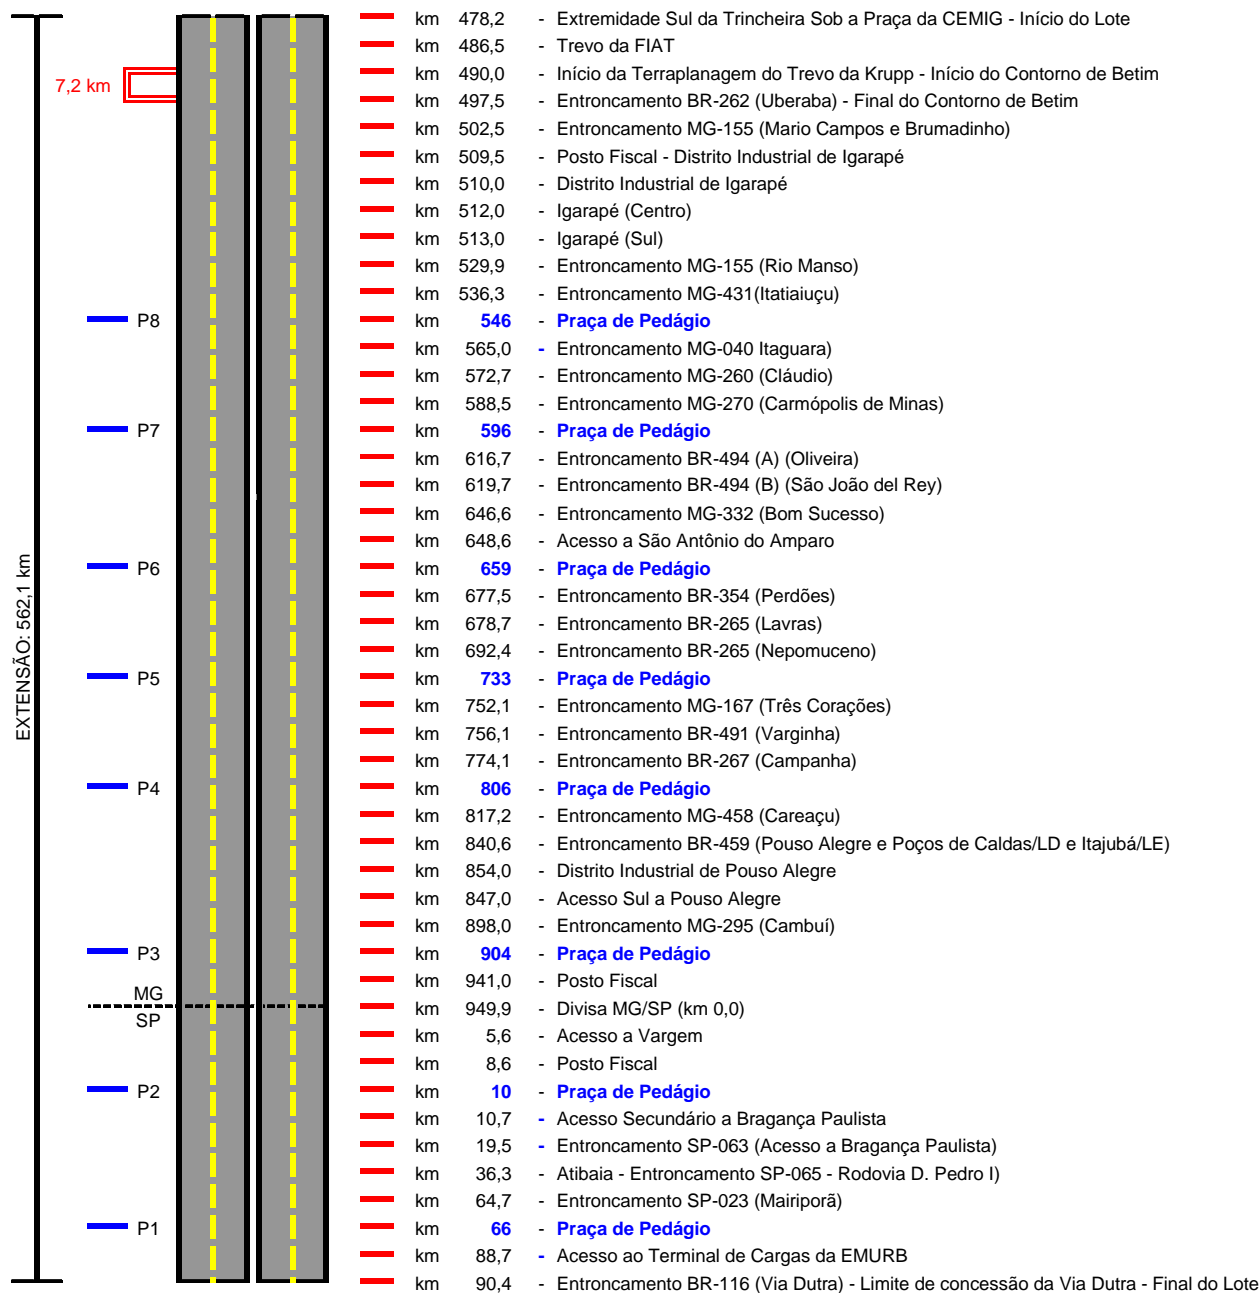 km 478,2 - Extremidade Sul da Trincheira Sob a Praça da CEMIG - Início do Lote
km 486,5 - Trevo da FIAT
7,2 km
km 490,0 - Início da Terraplanagem do Trevo da Krupp - Início do Contorno de Betim
km 497,5 - Entroncamento BR-262 (Uberaba) - Final do Contorno de Betim
km 502,5 - Entroncamento MG-155 (Mario Campos e Brumadinho)
km 509,5 - Posto Fiscal - Distrito Industrial de Igarapé
km 510,0 - Distrito Industrial de Igarapé
km 512,0 - Igarapé (Centro)
km 513,0 - Igarapé (Sul)
km 529,9 - Entroncamento MG-155 (Rio Manso)
km 536,3 - Entroncamento MG-431(Itatiaiuçu)
P8 km 546 - Praça de Pedágio
km 565,0 - Entroncamento MG-040 Itaguara)
km 572,7 - Entroncamento MG-260 (Cláudio)
km 588,5 - Entroncamento MG-270 (Carmópolis de Minas)
P7 km 596 - Praça de Pedágio
km 616,7 - Entroncamento BR-494 (A) (Oliveira)
km 619,7 - Entroncamento BR-494 (B) (São João del Rey)
km 646,6 - Entroncamento MG-332 (Bom Sucesso)
km 648,6 - Acesso a São Antônio do Amparo
EXTENSÃO: 562,1 km
P6 km 659 - Praça de Pedágio
km 677,5 - Entroncamento BR-354 (Perdões)
km 678,7 - Entroncamento BR-265 (Lavras)
km 692,4 - Entroncamento BR-265 (Nepomuceno)
P5 km 733 - Praça de Pedágio
km 752,1 - Entroncamento MG-167 (Três Corações)
km 756,1 - Entroncamento BR-491 (Varginha)
km 774,1 - Entroncamento BR-267 (Campanha)
P4 km 806 - Praça de Pedágio
km 817,2 - Entroncamento MG-458 (Careaçu)
km 840,6 - Entroncamento BR-459 (Pouso Alegre e Poços de Caldas/LD e Itajubá/LE)
km 854,0 - Distrito Industrial de Pouso Alegre
km 847,0 - Acesso Sul a Pouso Alegre
km 898,0 - Entroncamento MG-295 (Cambuí)
P3 km 904 - Praça de Pedágio
km 941,0 - Posto Fiscal
MG
km 949,9 - Divisa MG/SP (km 0,0)
SP
km 5,6 - Acesso a Vargem
km 8,6 - Posto Fiscal
P2 km 10 - Praça de Pedágio
km 10,7 - Acesso Secundário a Bragança Paulista
km 19,5 - Entroncamento SP-063 (Acesso a Bragança Paulista)
km 36,3 - Atibaia - Entroncamento SP-065 - Rodovia D. Pedro I)
km 64,7 - Entroncamento SP-023 (Mairiporã)
P1 km 66 - Praça de Pedágio
km 88,7 - Acesso ao Terminal de Cargas da EMURB
km 90,4 - Entroncamento BR-116 (Via Dutra) - Limite de concessão da Via Dutra - Final do Lote